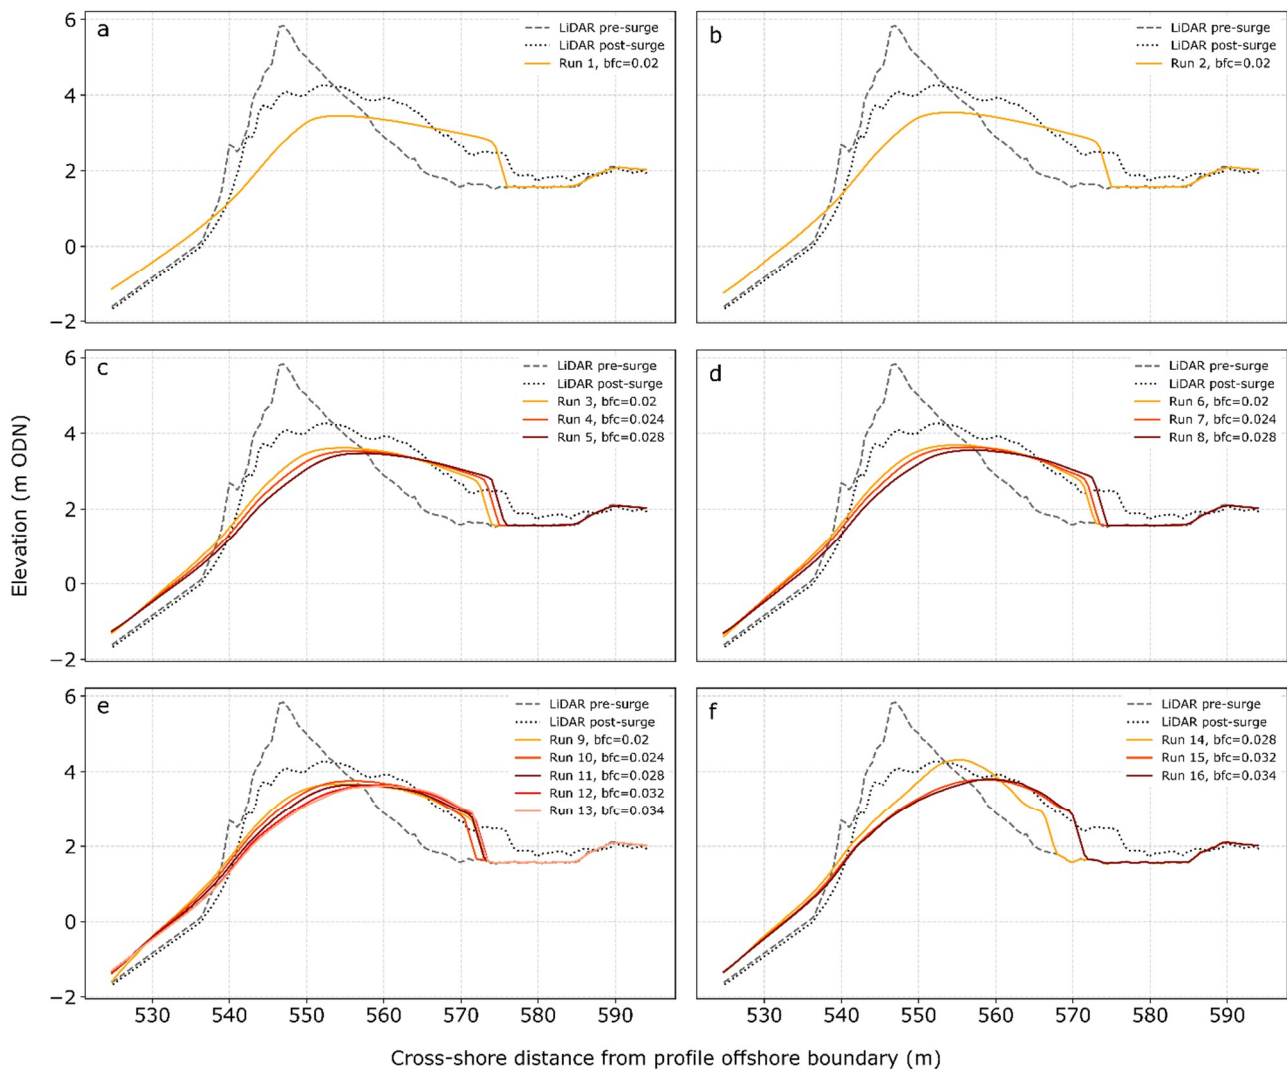 a
LiDAR pre-surge
LiDAR post-surge
Run 1, bfc=0.02
6
4
2
0
−2
b
LiDAR pre-surge
LiDAR post-surge
Run 2, bfc=0.02
c
LiDAR pre-surge
LiDAR post-surge
Run 3, bfc=0.02
Run 4, bfc=0.024
Run 5, bfc=0.028
6
4
2
0
−2
d
LiDAR pre-surge
LiDAR post-surge
Run 6, bfc=0.02
Run 7, bfc=0.024
Run 8, bfc=0.028
Elevation (m ODN)
e
LiDAR pre-surge
LiDAR post-surge
Run 9, bfc=0.02
Run 10, bfc=0.024
Run 11, bfc=0.028
Run 12, bfc=0.032
Run 13, bfc=0.034
6
4
2
0
−2
530 540 550 560 570 580 590
f
LiDAR pre-surge
LiDAR post-surge
Run 14, bfc=0.028
Run 15, bfc=0.032
Run 16, bfc=0.034
530 540 550 560 570 580 590
Cross-shore distance from profile offshore boundary (m)